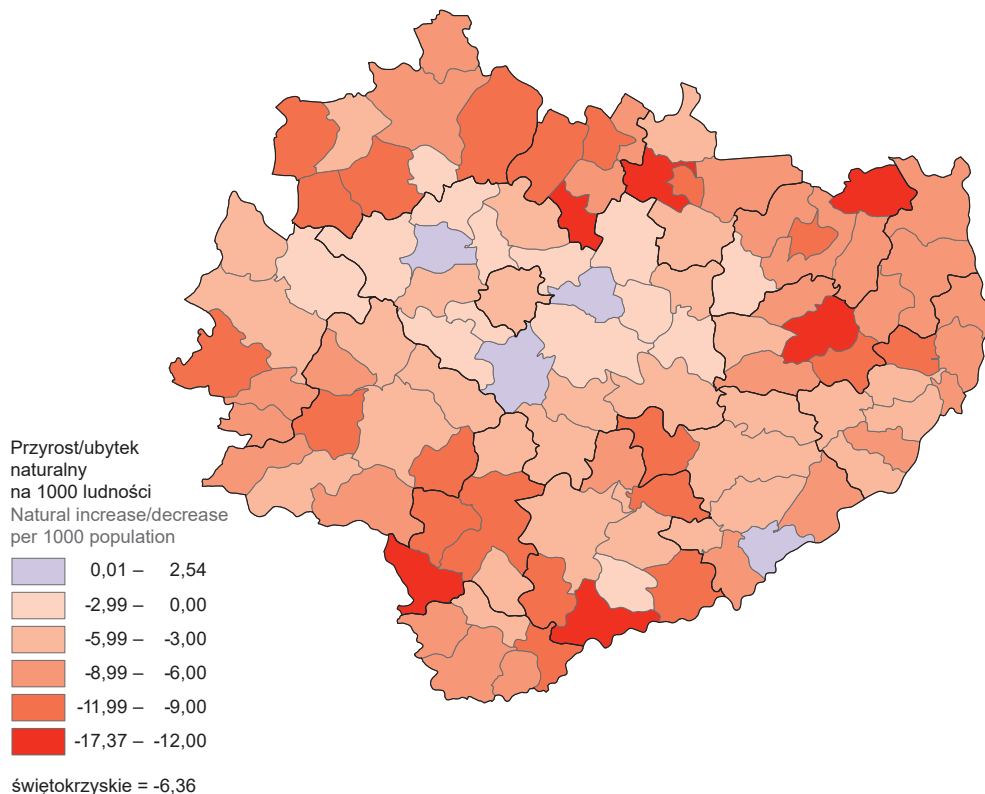 Przyrost/ubytek
naturalny
na 1000 ludności
Natural increase/decrease
per 1000 population
0,01 – 2,54
-2,99 – 0,00
-5,99 – -3,00
-8,99 – -6,00
-11,99 – -9,00
-17,37 – -12,00
świętokrzyskie = -6,36